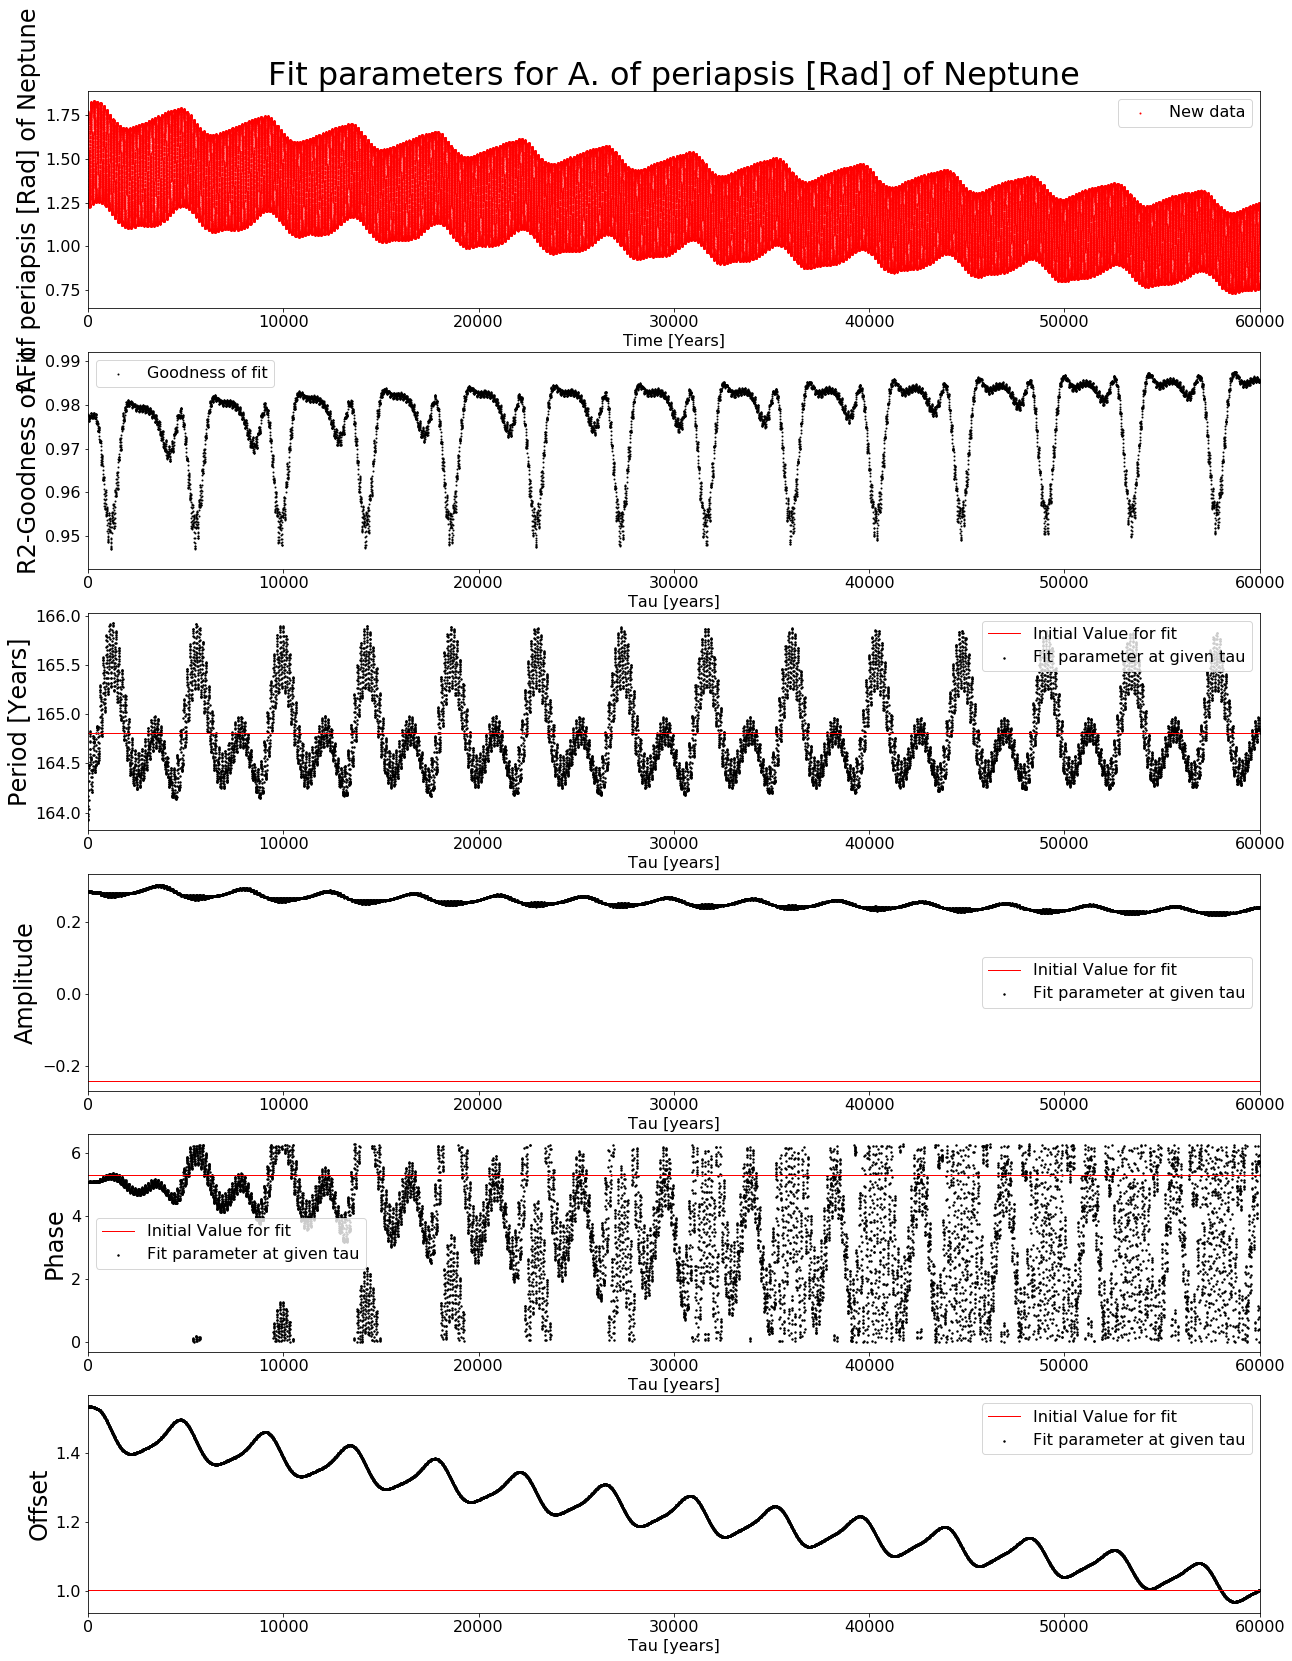 Fit parameters for A. of periapsis [Rad] of Neptune
A. of periapsis [Rad] of Neptune
1.75
1.50
1.25
1.00
0.75
New data
0 10000 20000 30000 40000 50000 60000
Time [Years]
R2-Goodness of Fit
0.99
0.98
0.97
0.96
0.95
Goodness of fit
0 10000 20000 30000 40000 50000 60000
Tau [years]
Period [Years]
166.0
165.5
165.0
164.5
164.0
Initial Value for fit
Fit parameter at given tau
0 10000 20000 30000 40000 50000 60000
Tau [years]
Amplitude
0.2
0.0
−0.2
Initial Value for fit
Fit parameter at given tau
0 10000 20000 30000 40000 50000 60000
Tau [years]
Phase
6
4
2
0
Initial Value for fit
Fit parameter at given tau
0 10000 20000 30000 40000 50000 60000
Tau [years]
Offset
1.4
1.2
1.0
Initial Value for fit
Fit parameter at given tau
0 10000 20000 30000 40000 50000 60000
Tau [years]